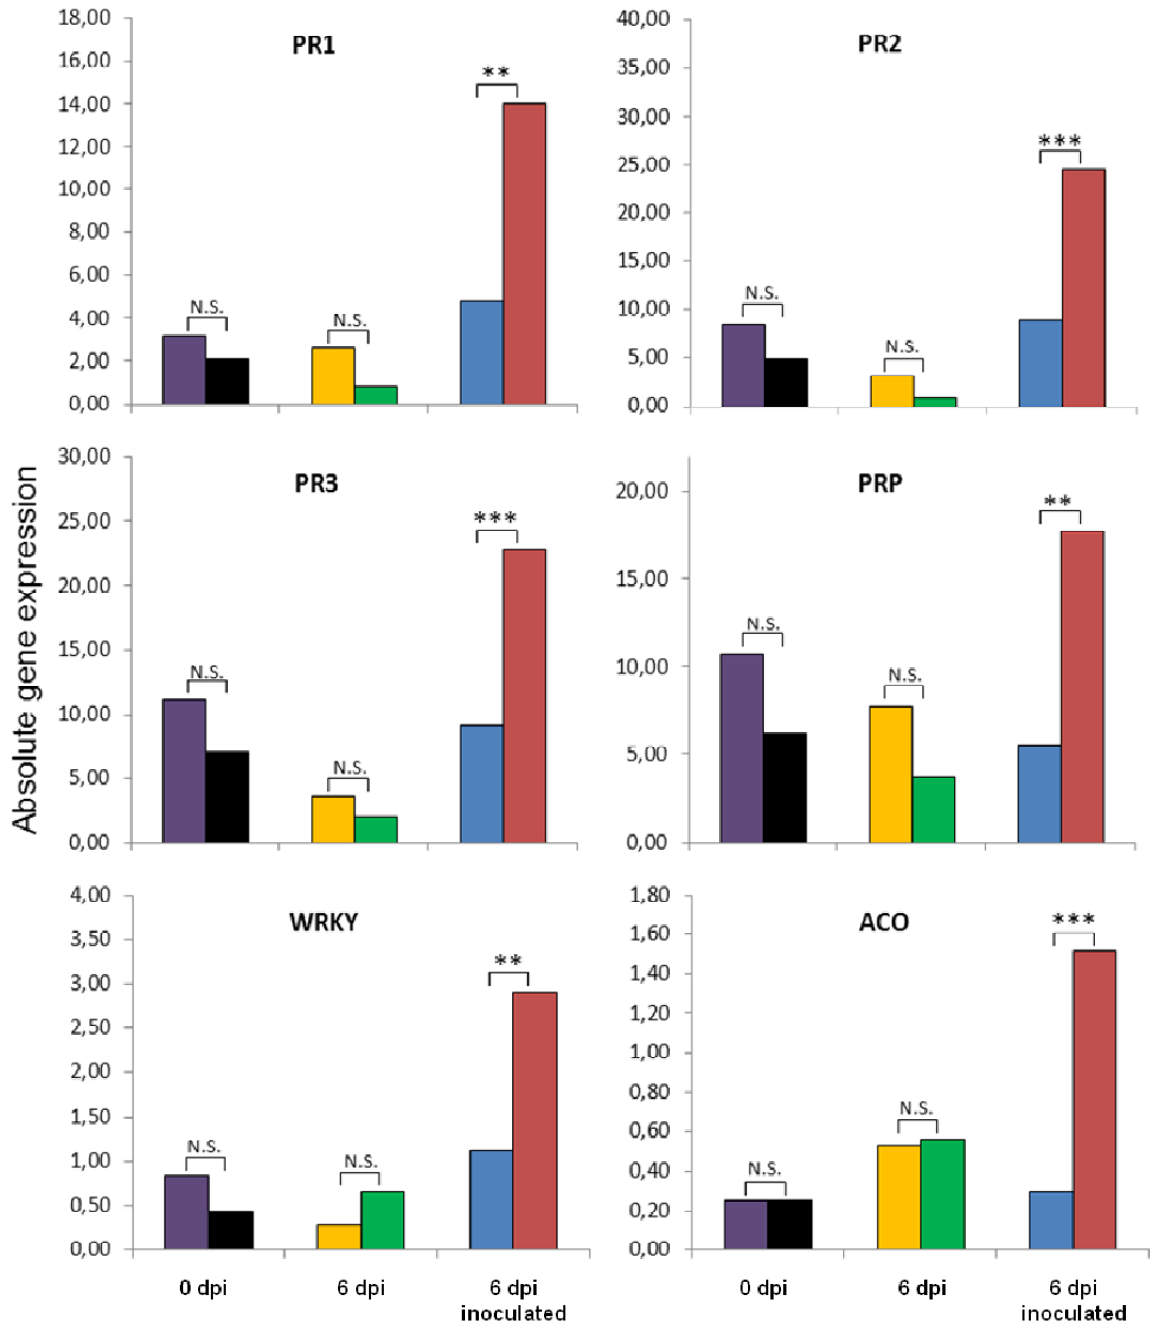 Absolute gene expression
PR1
18,00
16,00
14,00
12,00
10,00
8,00
6,00
4,00
2,00
0,00
N.S.
N.S.
**
PR2
40,00
35,00
30,00
25,00
20,00
15,00
10,00
5,00
0,00
N.S.
N.S.
***
PR3
30,00
25,00
20,00
15,00
10,00
5,00
0,00
N.S.
N.S.
***
PRP
20,00
15,00
10,00
5,00
0,00
N.S.
N.S.
**
WRKY
4,00
3,50
3,00
2,50
2,00
1,50
1,00
0,50
0,00
N.S.
N.S.
**
0 dpi
6 dpi
6 dpi
inoculated
ACO
1,80
1,60
1,40
1,20
1,00
0,80
0,60
0,40
0,20
0,00
N.S.
N.S.
***
0 dpi
6 dpi
6 dpi
inoculated